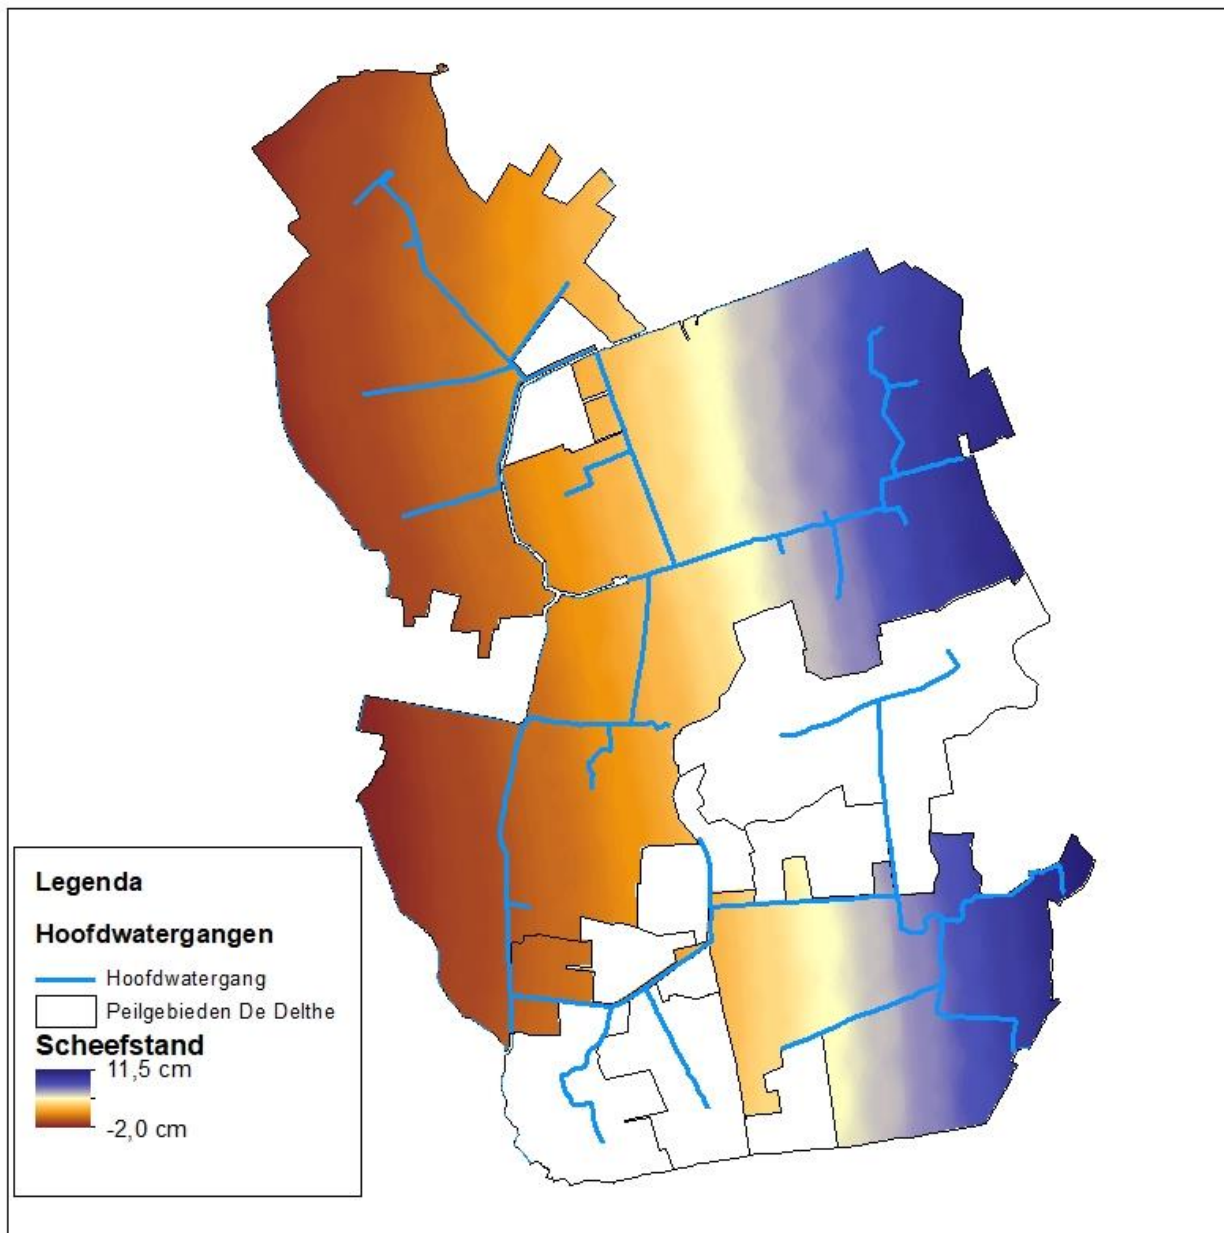 Legenda
Hoofdwatergangen
Hoofdwatergang
Peilgebieden De Delthe
Scheefstand
11,5 cm
-2,0 cm